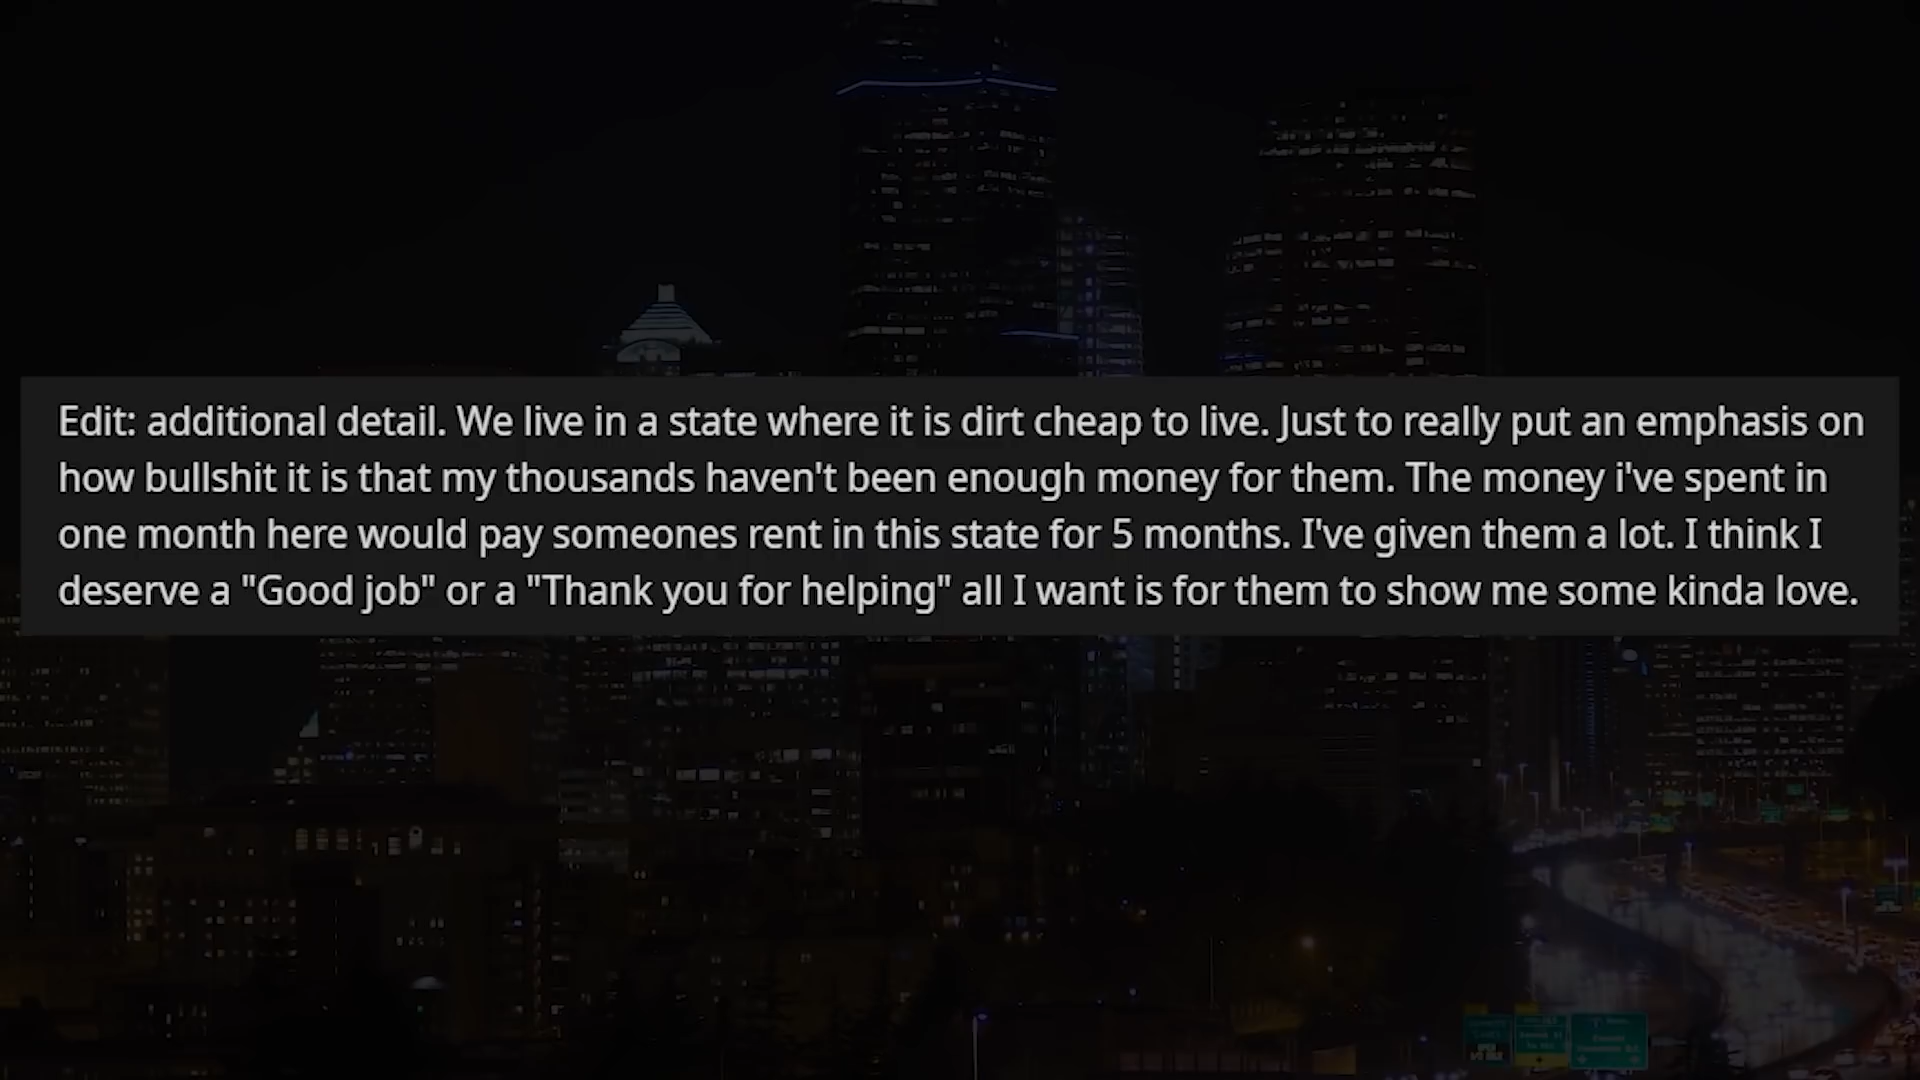 Edit: additional detail. We live in a state where it is dirt cheap to live. Just to really put an emphasis on
how bullshit it is that my thousands haven't been enough money for them. The money i've spent in
one month here would pay someones rent in this state for 5 months. I've given them a lot. I think I
deserve a "Good job" or a "Thank you for helping" all I want is for them to show me some kinda love.